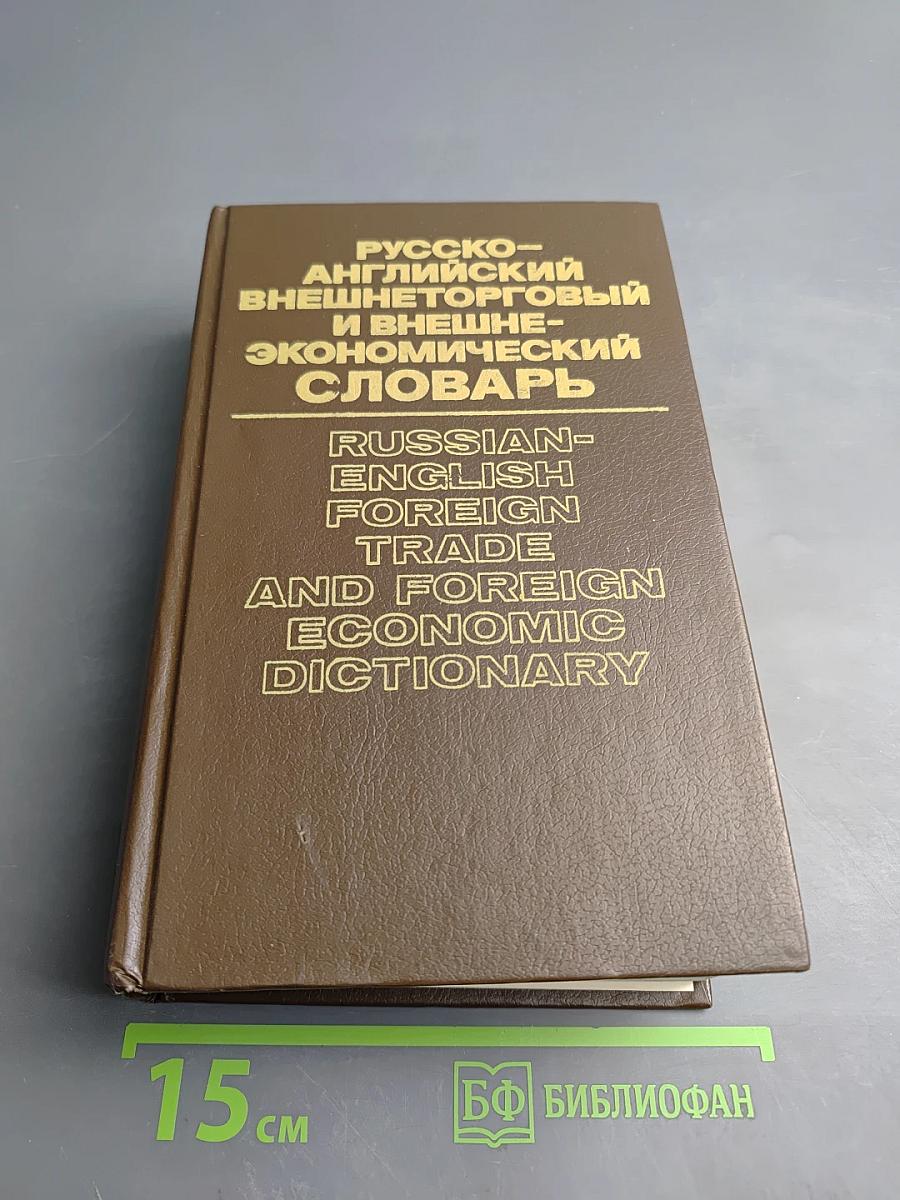 РУССКО-
АНГЛИЙСКИЙ
ВНЕШНЕТОРГОВЫЙ
И ВНЕШНЕ-
ЭКОНОМИЧЕСКИЙ
СЛОВАРЬ
RUSSIAN-
ENGLISH
FOREIGN
TRADE
AND FOREIGN
ECONOMIC
DICTIONARY
15 см
БФ БИБЛИОФАН